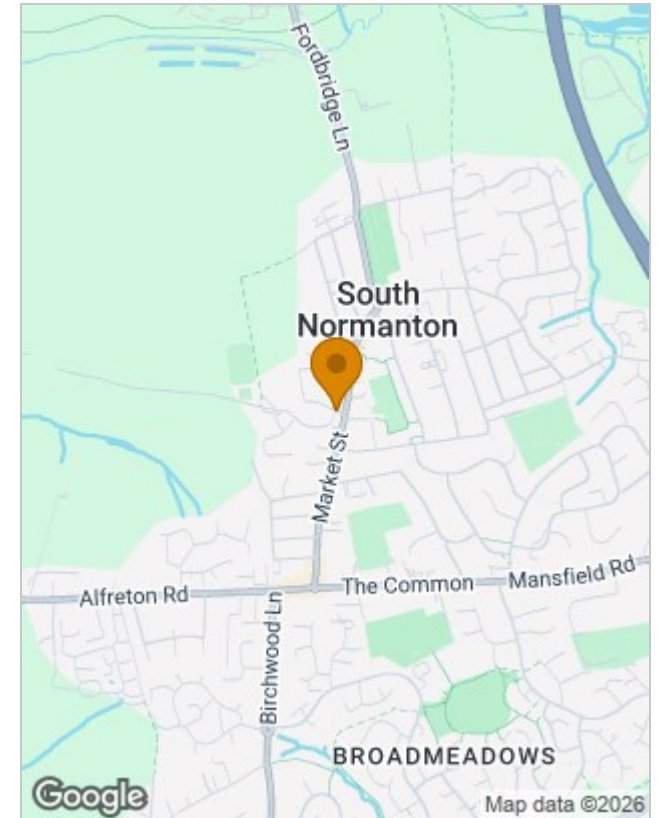 Fordbridge Ln
South
Normanton
Market St
Alfreton Rd
The Common
Mansfield Rd
Birchwood Ln
BROADMEADOWS
Google
Map data ©2026